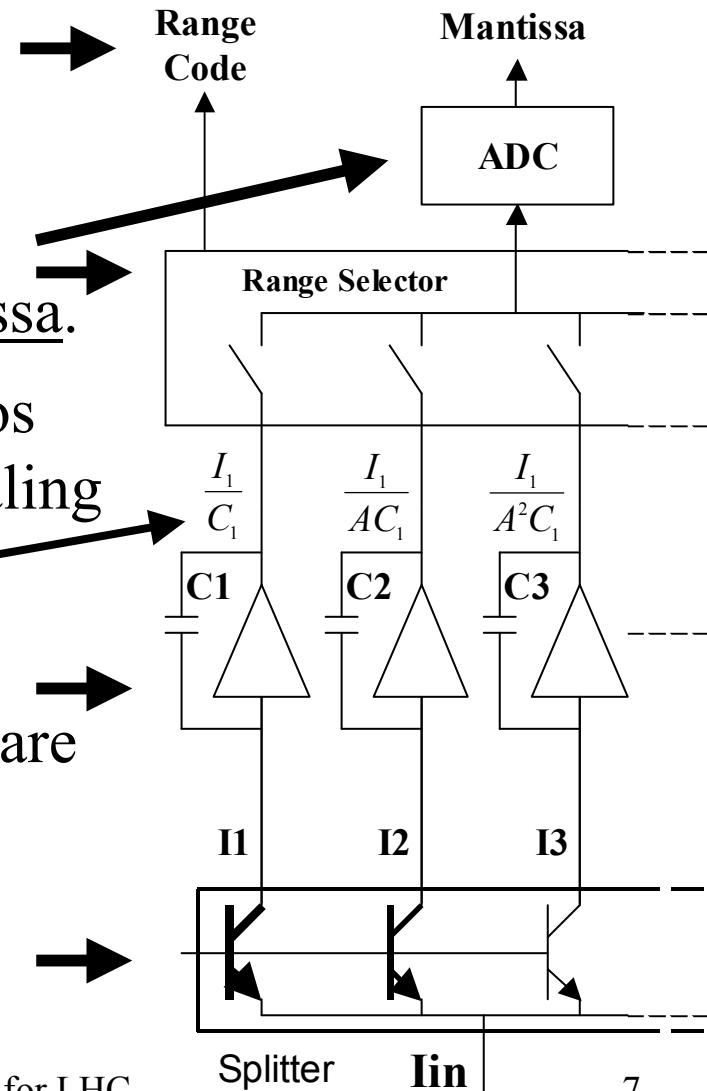 Range
Code
Mantissa
ADC
Range Selector
ssa.
os
ling
I₁/C₁
I₁/AC₁
I₁/A²C₁
C1
C2
C3
are
I1
I2
I3
Splitter
Iin
for LHC
7